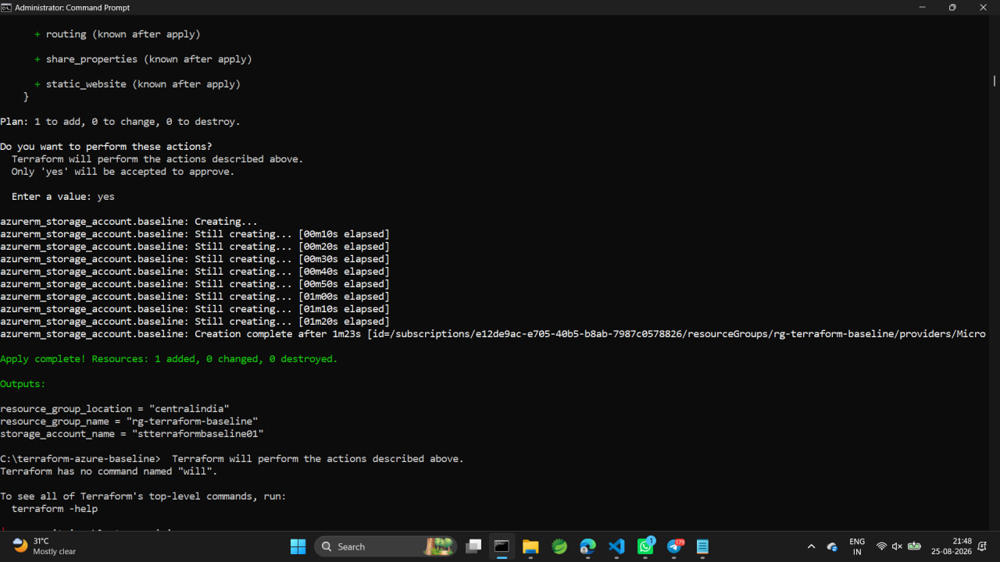 Administrator: Command Prompt
+ routing (known after apply)
+ share_properties (known after apply)
+ static_website (known after apply)
}
Plan: 1 to add, 0 to change, 0 to destroy.
Do you want to perform these actions?
Terraform will perform the actions described above.
Only 'yes' will be accepted to approve.
Enter a value: yes
azurerm_storage_account.baseline: Creating...
azurerm_storage_account.baseline: Still creating... [00m10s elapsed]
azurerm_storage_account.baseline: Still creating... [00m20s elapsed]
azurerm_storage_account.baseline: Still creating... [00m30s elapsed]
azurerm_storage_account.baseline: Still creating... [00m40s elapsed]
azurerm_storage_account.baseline: Still creating... [00m50s elapsed]
azurerm_storage_account.baseline: Still creating... [01m00s elapsed]
azurerm_storage_account.baseline: Still creating... [01m10s elapsed]
azurerm_storage_account.baseline: Still creating... [01m20s elapsed]
azurerm_storage_account.baseline: Creation complete after 1m23s [id=/subscriptions/e12de9ac-e705-40b5-b8ab-7987c0578826/resourceGroups/rg-terraform-baseline/providers/Micro
Apply complete! Resources: 1 added, 0 changed, 0 destroyed.
Outputs:
resource_group_location = "centralindia"
resource_group_name = "rg-terraform-baseline"
storage_account_name = "stterraformbaseline01"
C:\terraform-azure-baseline>  Terraform will perform the actions described above.
Terraform has no command named "will".
To see all of Terraform's top-level commands, run:
terraform -help
31°C
Mostly clear
Search
1
179
ENG
IN
21:48
25-08-2026